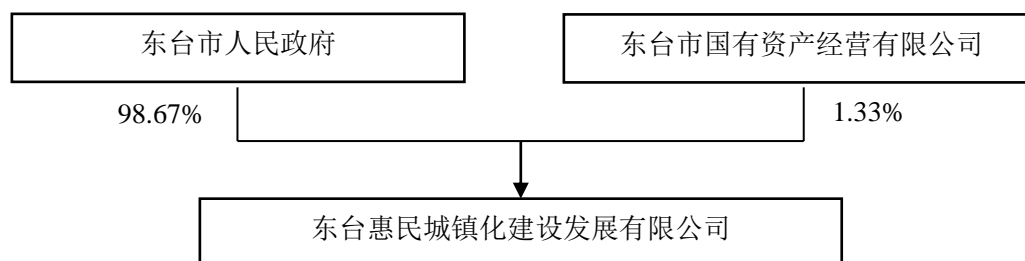 东台市人民政府
东台市国有资产经营有限公司
98.67%
1.33%
东台惠民城镇化建设发展有限公司